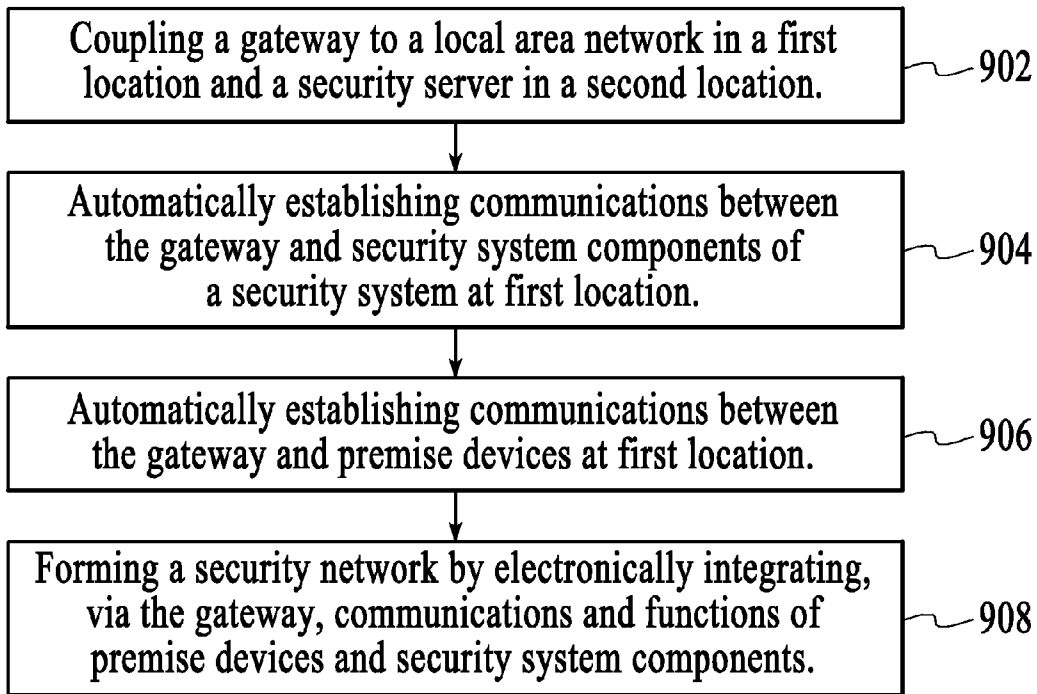 Coupling a gateway to a local area network in a first
location and a security server in a second location.
902
Automatically establishing communications between
the gateway and security system components of
a security system at first location.
904
Automatically establishing communications between
the gateway and premise devices at first location.
906
Forming a security network by electronically integrating,
via the gateway, communications and functions of
premise devices and security system components.
908